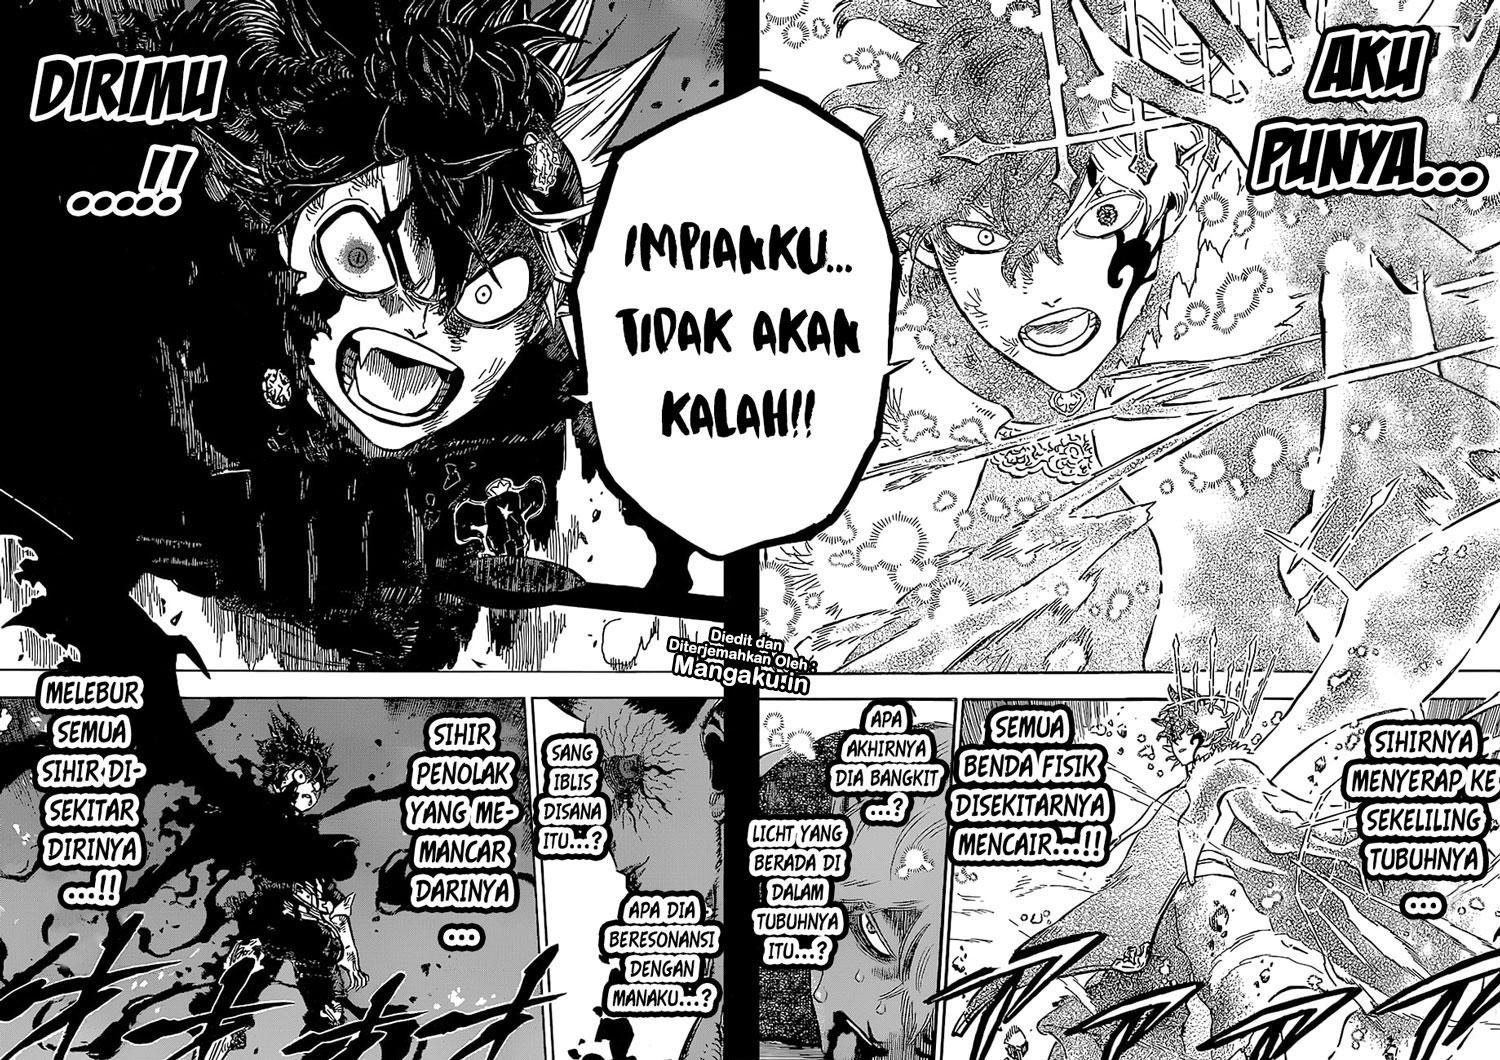 AKU
PUNYA...
DIRIMU
.....!!
IMPIANKU...
TIDAK AKAN
KALAH!!
Diedit dan
Diterjemahkan Oleh :
Mangaku.in
SIHIRNYA
MENYERAP KE
SEKELILING
TUBUHNYA
...
SEMUA
BENDA FISIK
DISEKITARNYA
MENCAIR...!!
APA
AKHIRNYA
DIA BANGKIT
...?
LICHT YANG
BERADA DI
DALAM
TUBUHNYA
ITU...?
SANG
IBLIS
DISANA
ITU...?
APA DIA
BERESONANSI
DENGAN
MANAKU...?
SIHIR
PENOLAK
YANG ME-
MANCAR
DARINYA
...
MELEBUR
SEMUA
SIHIR DI-
SEKITAR
DIRINYA
...!!